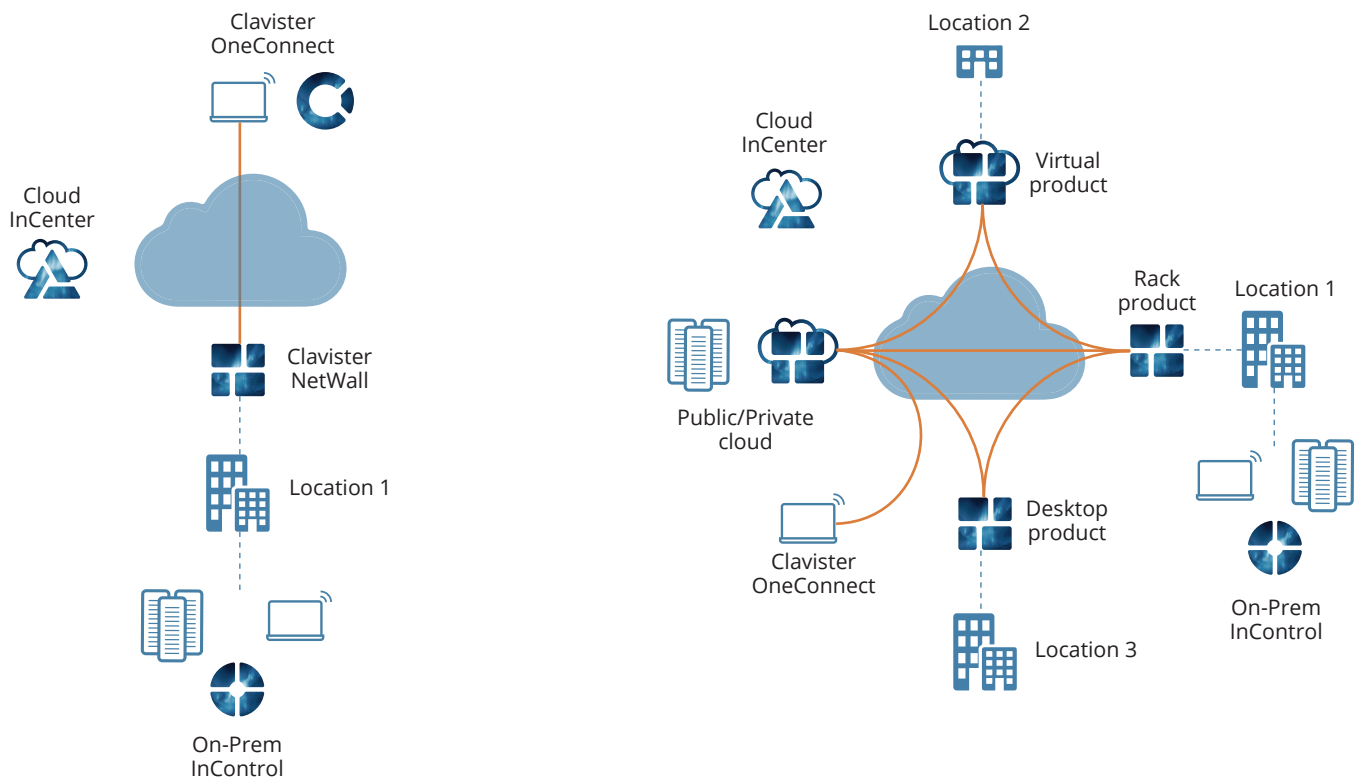 Clavister
OneConnect
Cloud
InCenter
Clavister
NetWall
Location 1
On-Prem
InControl
Location 2
Cloud
InCenter
Virtual
product
Rack
product
Location 1
Public/Private
cloud
Clavister
OneConnect
Desktop
product
On-Prem
InControl
Location 3